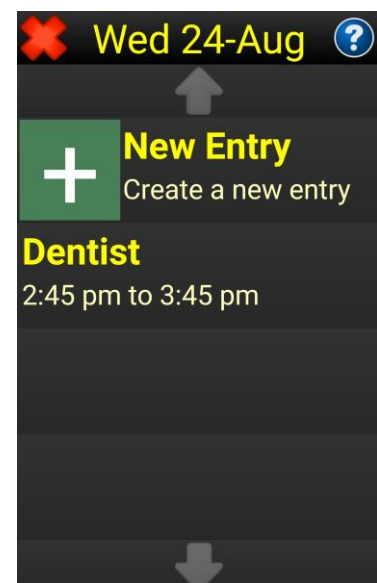 Wed 24-Aug ?
New Entry
Create a new entry
Dentist
2:45 pm to 3:45 pm